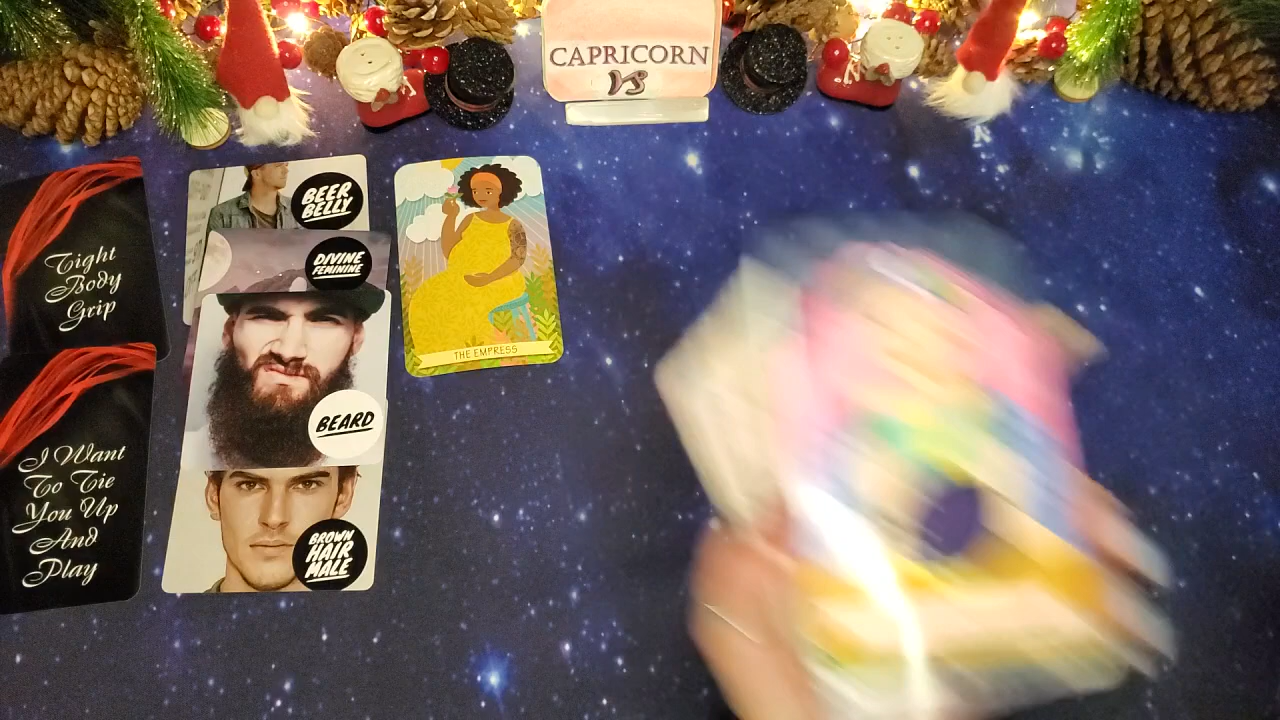 CAPRICORN
Tight
Body
Grip
I Want
To Tie
You Up
And
Play
BEER
BELLY
DIVINE
FEMININE
BEARD
BROWN
HAIR
MALE
THE EMPRESS